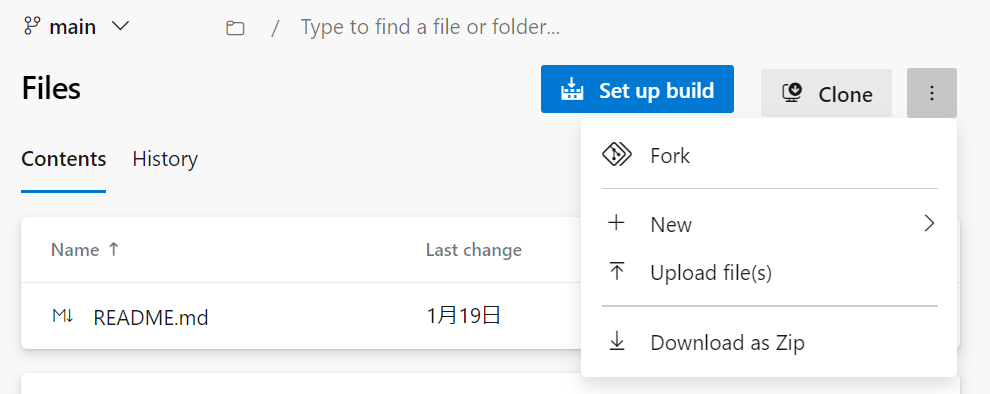 main / Type to find a file or folder...
Files Set up build Clone
Contents History
Fork
New
Upload file(s)
Download as Zip
Name ↑ Last change
M↓ README.md 1月19日